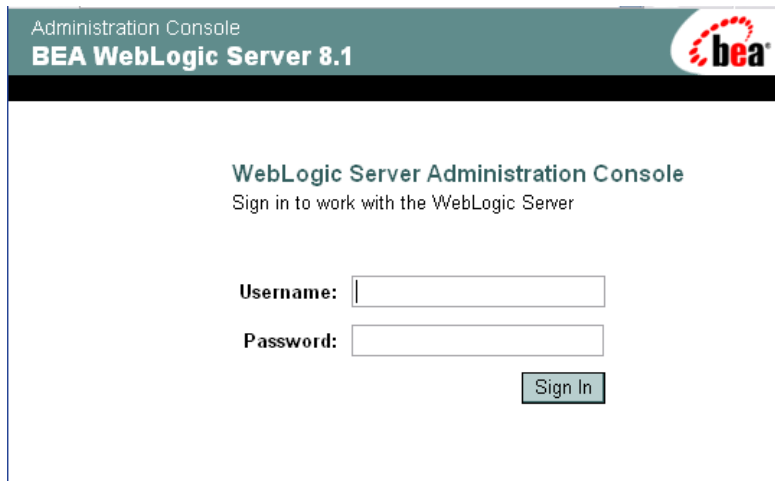 Administration Console
BEA WebLogic Server 8.1
bea
WebLogic Server Administration Console
Sign in to work with the WebLogic Server
Username:
Password:
Sign In